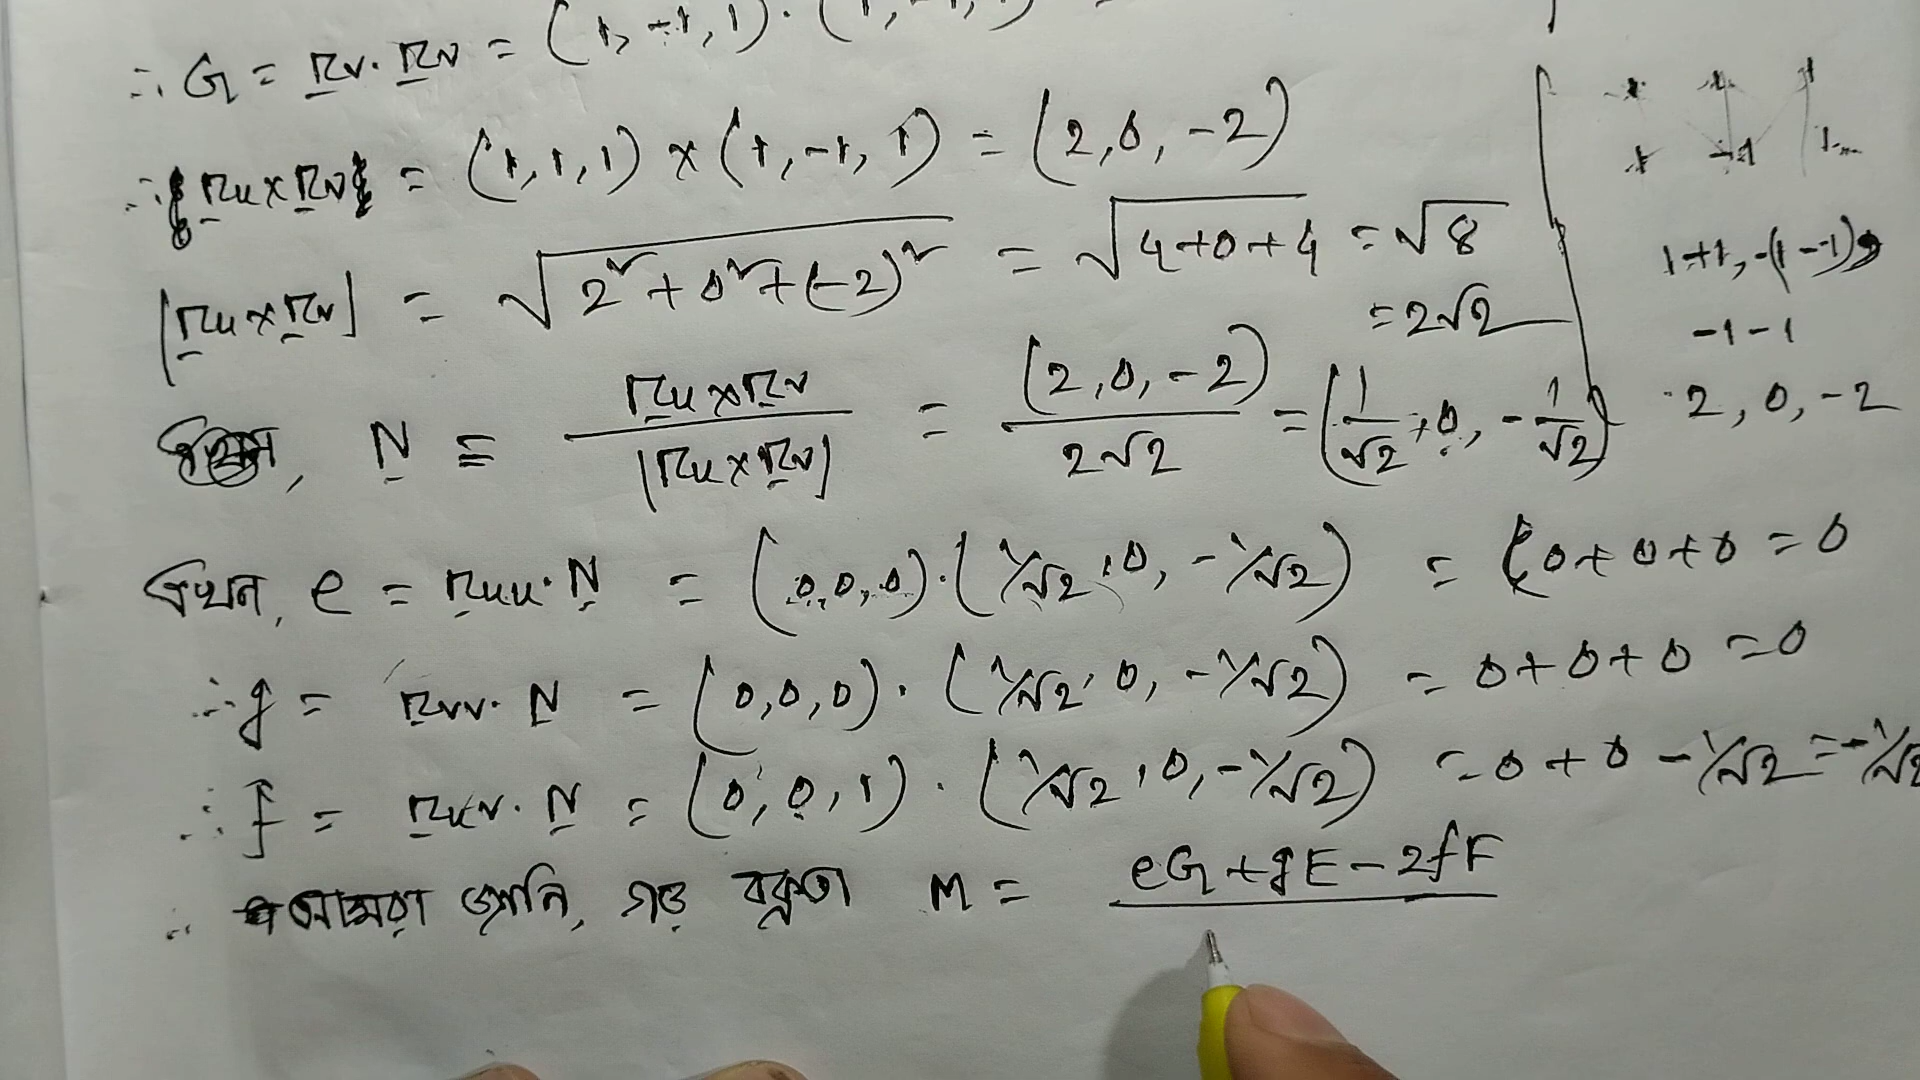 ∴ G = r̲v · r̲v = (1, -1, 1) · (1, -1, 1)
∴ r̲u × r̲v = (1, 1, 1) × (1, -1, 1) = (2, 0, -2)
|r̲u × r̲v| = √(2² + 0² + (-2)²) = √(4+0+4) = √8
= 2√2
1+1, -(1-1),
-1-1
2, 0, -2
এখন, N̲ = (r̲u × r̲v) / |r̲u × r̲v| = (2, 0, -2) / 2√2 = (1/√2, 0, -1/√2)
এখন, e = r̲uu · N̲ = (0, 0, 0) · (1/√2, 0, -1/√2) = 0+0+0 = 0
∴ g = r̲vv · N̲ = (0, 0, 0) · (1/√2, 0, -1/√2) = 0+0+0 = 0
∴ f = r̲uv · N̲ = (0, 0, 1) · (1/√2, 0, -1/√2) = 0+0-1/√2 = -1/√2
∴ আমরা জানি, গড় বক্রতা M = eG + gE - 2fF